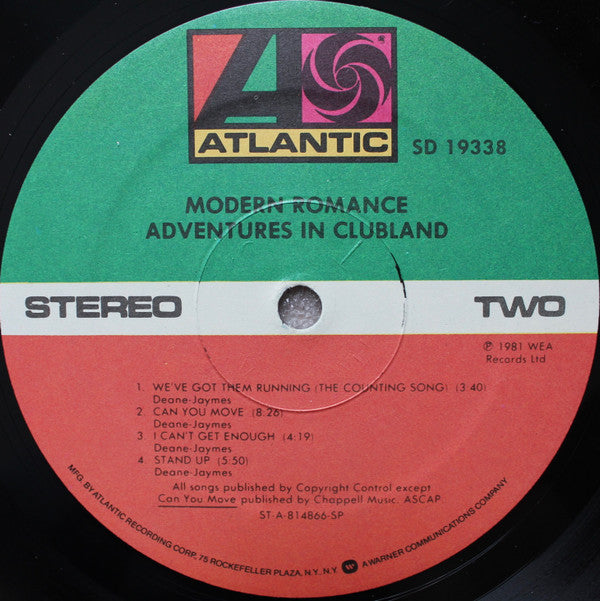 ATLANTIC
SD 19338
MODERN ROMANCE
ADVENTURES IN CLUBLAND
STEREO
TWO
℗ 1981 WEA
Records Ltd
1. WE'VE GOT THEM RUNNING (THE COUNTING SONG) (3:40)
Deane-Jaymes
2. CAN YOU MOVE (8:26)
Deane-Jaymes
3. I CAN'T GET ENOUGH (4:19)
Deane-Jaymes
4. STAND UP (5:50)
Deane-Jaymes
All songs published by Copyright Control except
Can You Move published by Chappell Music. ASCAP.
ST-A-814866-SP
MFG. BY ATLANTIC RECORDING CORP., 75 ROCKEFELLER PLAZA, N.Y., N.Y. A WARNER COMMUNICATIONS COMPANY